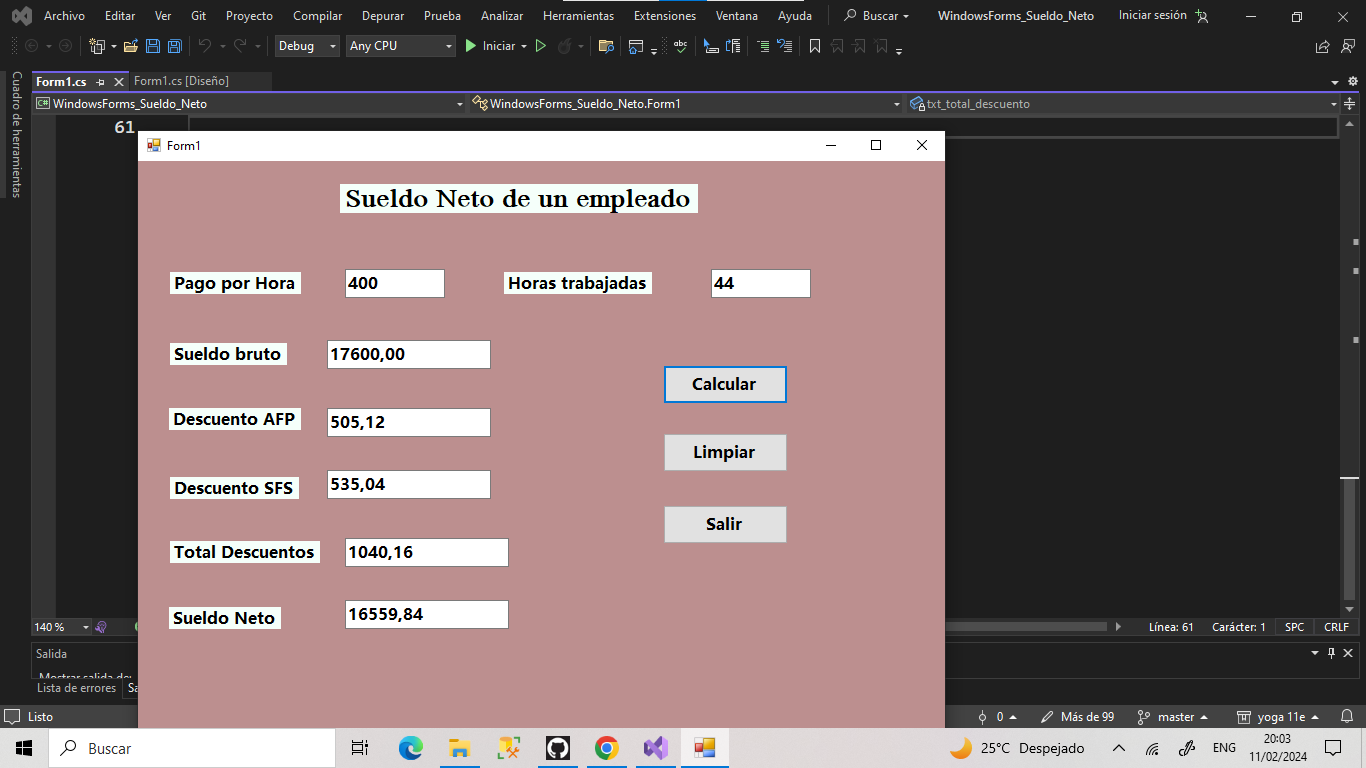 Archivo Editar Ver Git Proyecto Compilar Depurar Prueba Analizar Herramientas Extensiones Ventana Ayuda Buscar WindowsForms_Sueldo_Neto Iniciar sesión
Debug Any CPU Iniciar
Cuadro de herramientas
Form1.cs Form1.cs [Diseño]
C# WindowsForms_Sueldo_Neto WindowsForms_Sueldo_Neto.Form1 txt_total_descuento
61
Form1
Sueldo Neto de un empleado
Pago por Hora 400 Horas trabajadas 44
Sueldo bruto 17600,00
Calcular
Descuento AFP 505,12
Limpiar
Descuento SFS 535,04
Salir
Total Descuentos 1040,16
Sueldo Neto 16559,84
140 % Línea: 61 Carácter: 1 SPC CRLF
Salida
Mostrar salida de
Lista de errores Sa
Listo 0 Más de 99 master yoga 11e
Buscar 25°C Despejado ENG 20:03
11/02/2024